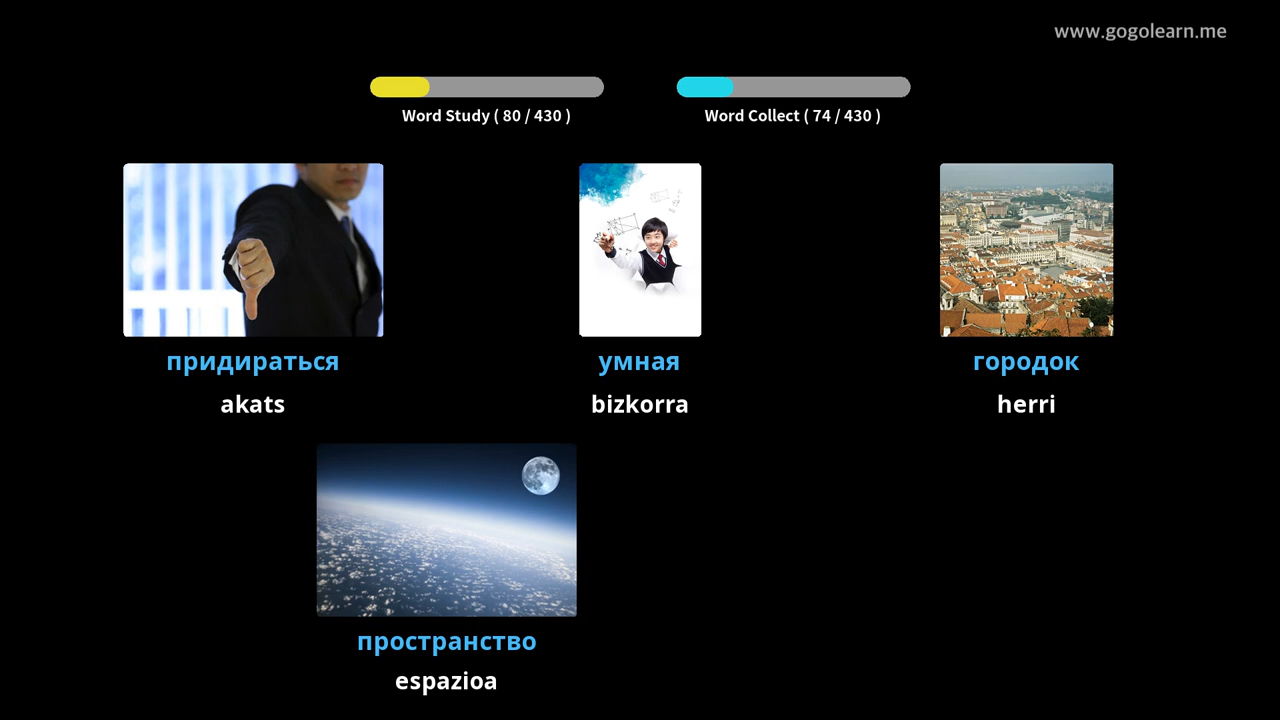 www.gogolearn.me
Word Study ( 80 / 430 )
Word Collect ( 74 / 430 )
придираться
умная
городок
akats
bizkorra
herri
пространство
espazioa